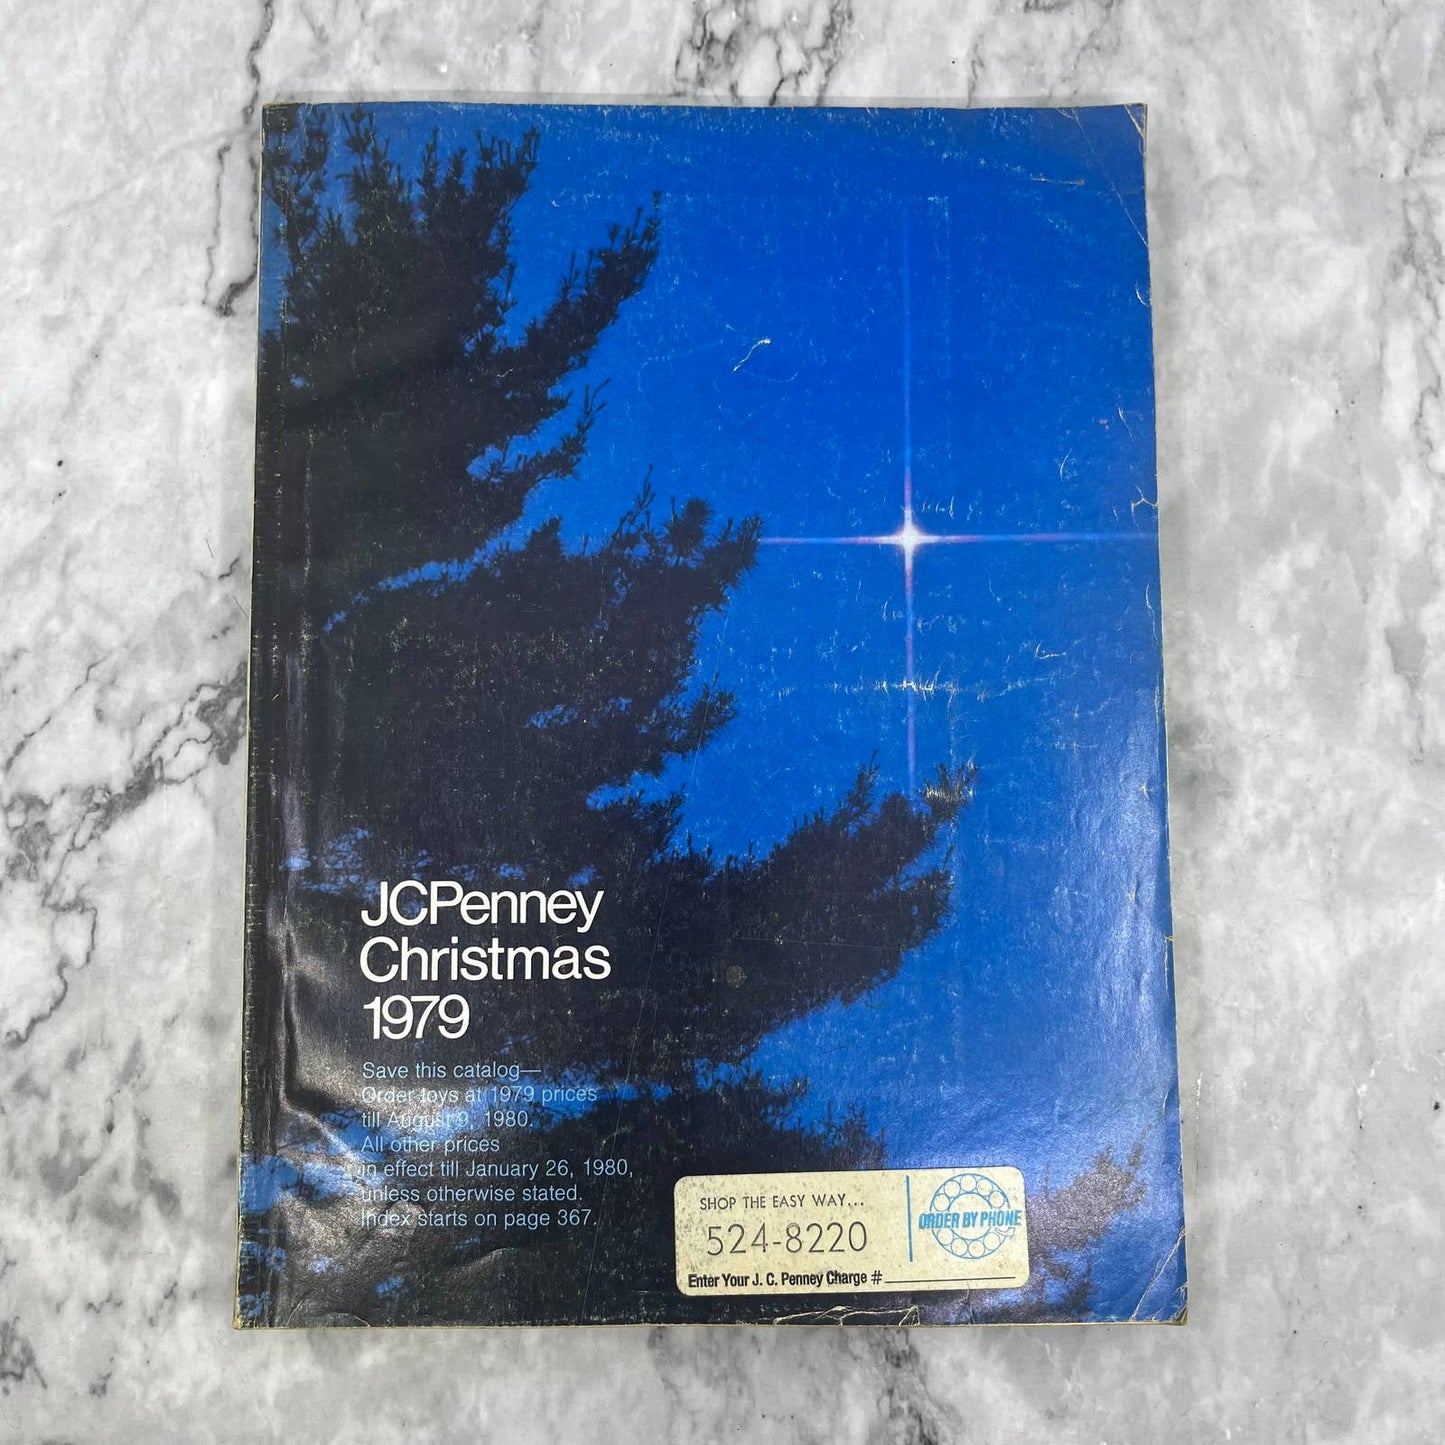 JCPenney
Christmas
1979
Save this catalog—
Order toys at 1979 prices
till August 9, 1980.
All other prices
in effect till January 26, 1980,
unless otherwise stated.
Index starts on page 367.
SHOP THE EASY WAY...
524-8220
ORDER BY PHONE
Enter Your J. C. Penney Charge #